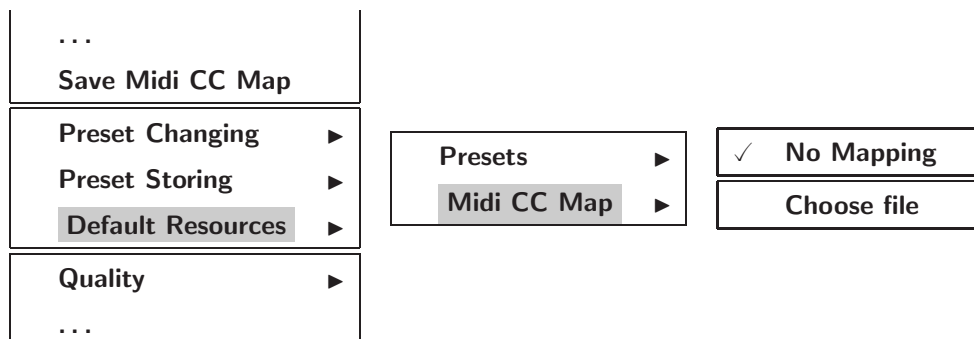 ...
Save Midi CC Map
Preset Changing ▶
Preset Storing ▶
Default Resources ▶
Quality ▶
...
Presets ▶
Midi CC Map ▶
✓ No Mapping
Choose file